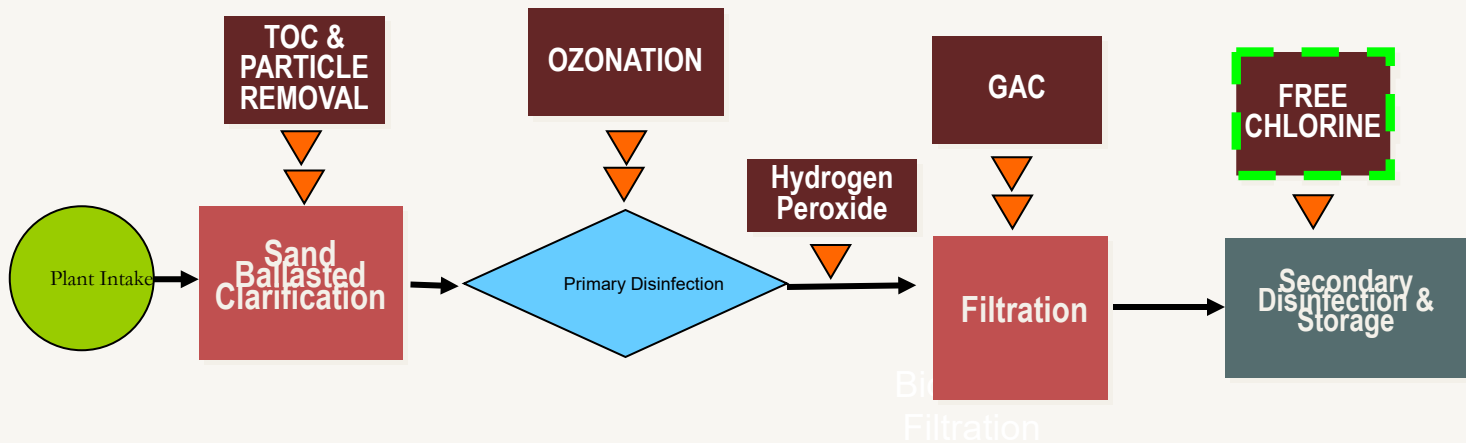 TOC &
PARTICLE
REMOVAL
OZONATION
GAC
FREE
CHLORINE
Hydrogen
Peroxide
Plant Intake
Sand
Ballasted
Clarification
Primary Disinfection
Filtration
Secondary
Disinfection &
Storage
Filtration